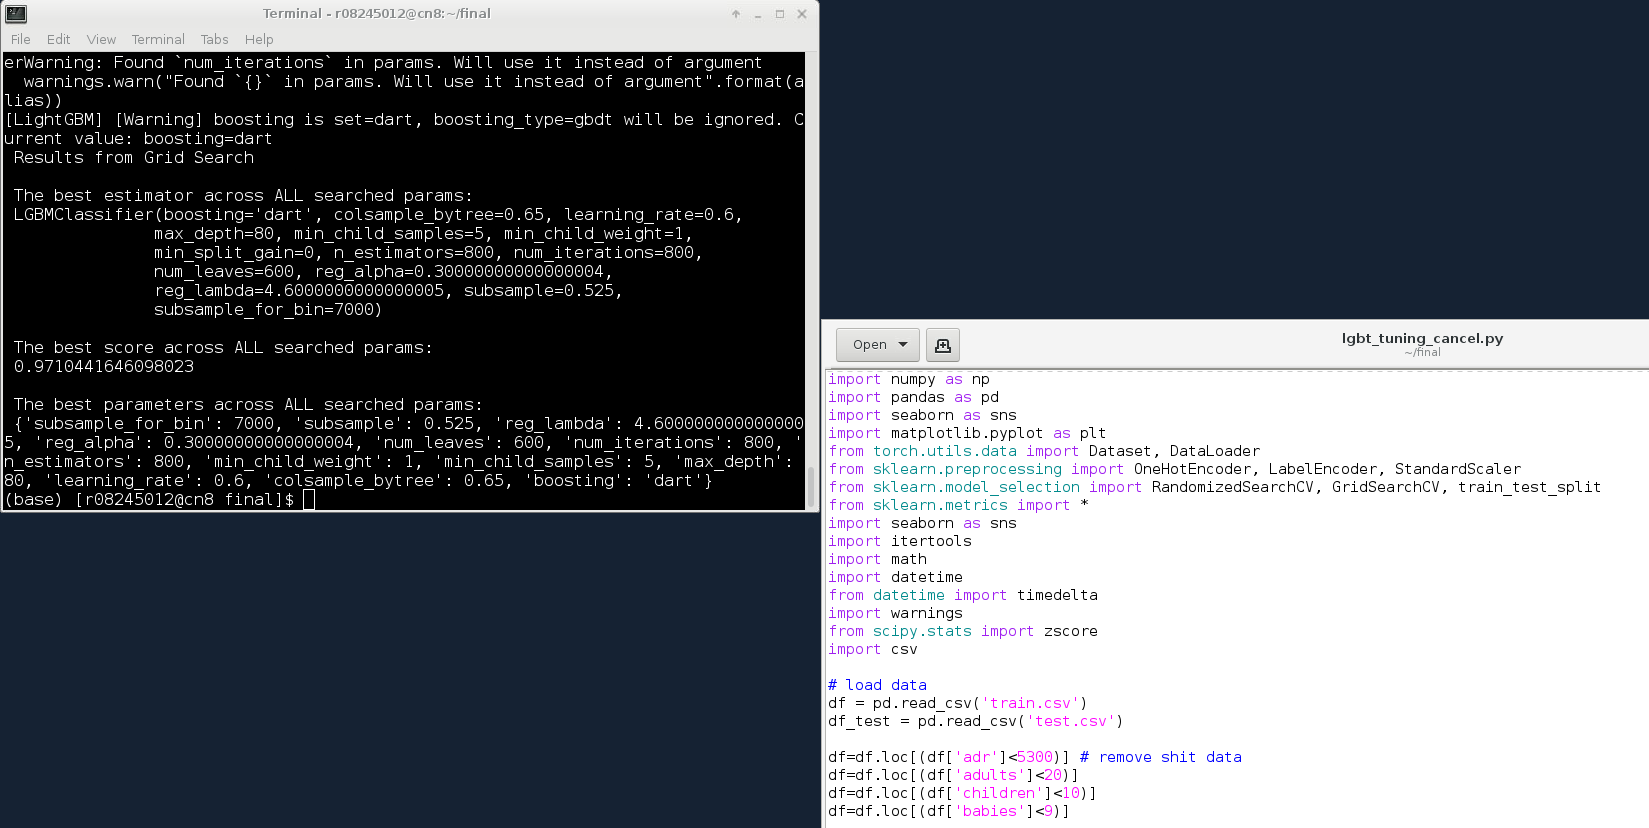 Terminal - r08245012@cn8:~/final
File Edit View Terminal Tabs Help
erWarning: Found `num_iterations` in params. Will use it instead of argument
  warnings.warn("Found `{}` in params. Will use it instead of argument".format(a
lias))
[LightGBM] [Warning] boosting is set=dart, boosting_type=gbdt will be ignored. C
urrent value: boosting=dart
 Results from Grid Search
 The best estimator across ALL searched params:
 LGBMClassifier(boosting='dart', colsample_bytree=0.65, learning_rate=0.6,
               max_depth=80, min_child_samples=5, min_child_weight=1,
               min_split_gain=0, n_estimators=800, num_iterations=800,
               num_leaves=600, reg_alpha=0.30000000000000004,
               reg_lambda=4.6000000000000005, subsample=0.525,
               subsample_for_bin=7000)
 The best score across ALL searched params:
 0.9710441646098023
 The best parameters across ALL searched params:
 {'subsample_for_bin': 7000, 'subsample': 0.525, 'reg_lambda': 4.600000000000000
5, 'reg_alpha': 0.30000000000000004, 'num_leaves': 600, 'num_iterations': 800, '
n_estimators': 800, 'min_child_weight': 1, 'min_child_samples': 5, 'max_depth':
80, 'learning_rate': 0.6, 'colsample_bytree': 0.65, 'boosting': 'dart'}
(base) [r08245012@cn8 final]$
Open
lgbt_tuning_cancel.py
~/final
import numpy as np
import pandas as pd
import seaborn as sns
import matplotlib.pyplot as plt
from torch.utils.data import Dataset, DataLoader
from sklearn.preprocessing import OneHotEncoder, LabelEncoder, StandardScaler
from sklearn.model_selection import RandomizedSearchCV, GridSearchCV, train_test_split
from sklearn.metrics import *
import seaborn as sns
import itertools
import math
import datetime
from datetime import timedelta
import warnings
from scipy.stats import zscore
import csv
# load data
df = pd.read_csv('train.csv')
df_test = pd.read_csv('test.csv')
df=df.loc[(df['adr']<5300)] # remove shit data
df=df.loc[(df['adults']<20)]
df=df.loc[(df['children']<10)]
df=df.loc[(df['babies']<9)]